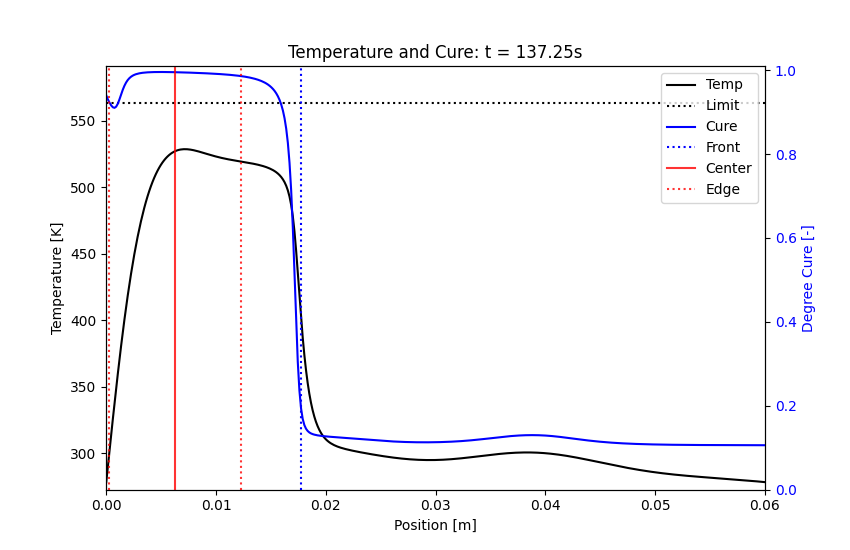 Temperature and Cure: t = 137.25s
Temp
Limit
Cure
Front
Center
Edge
Temperature [K]
550
500
450
400
350
300
Degree Cure [-]
1.0
0.8
0.6
0.4
0.2
0.0
0.00 0.01 0.02 0.03 0.04 0.05 0.06
Position [m]